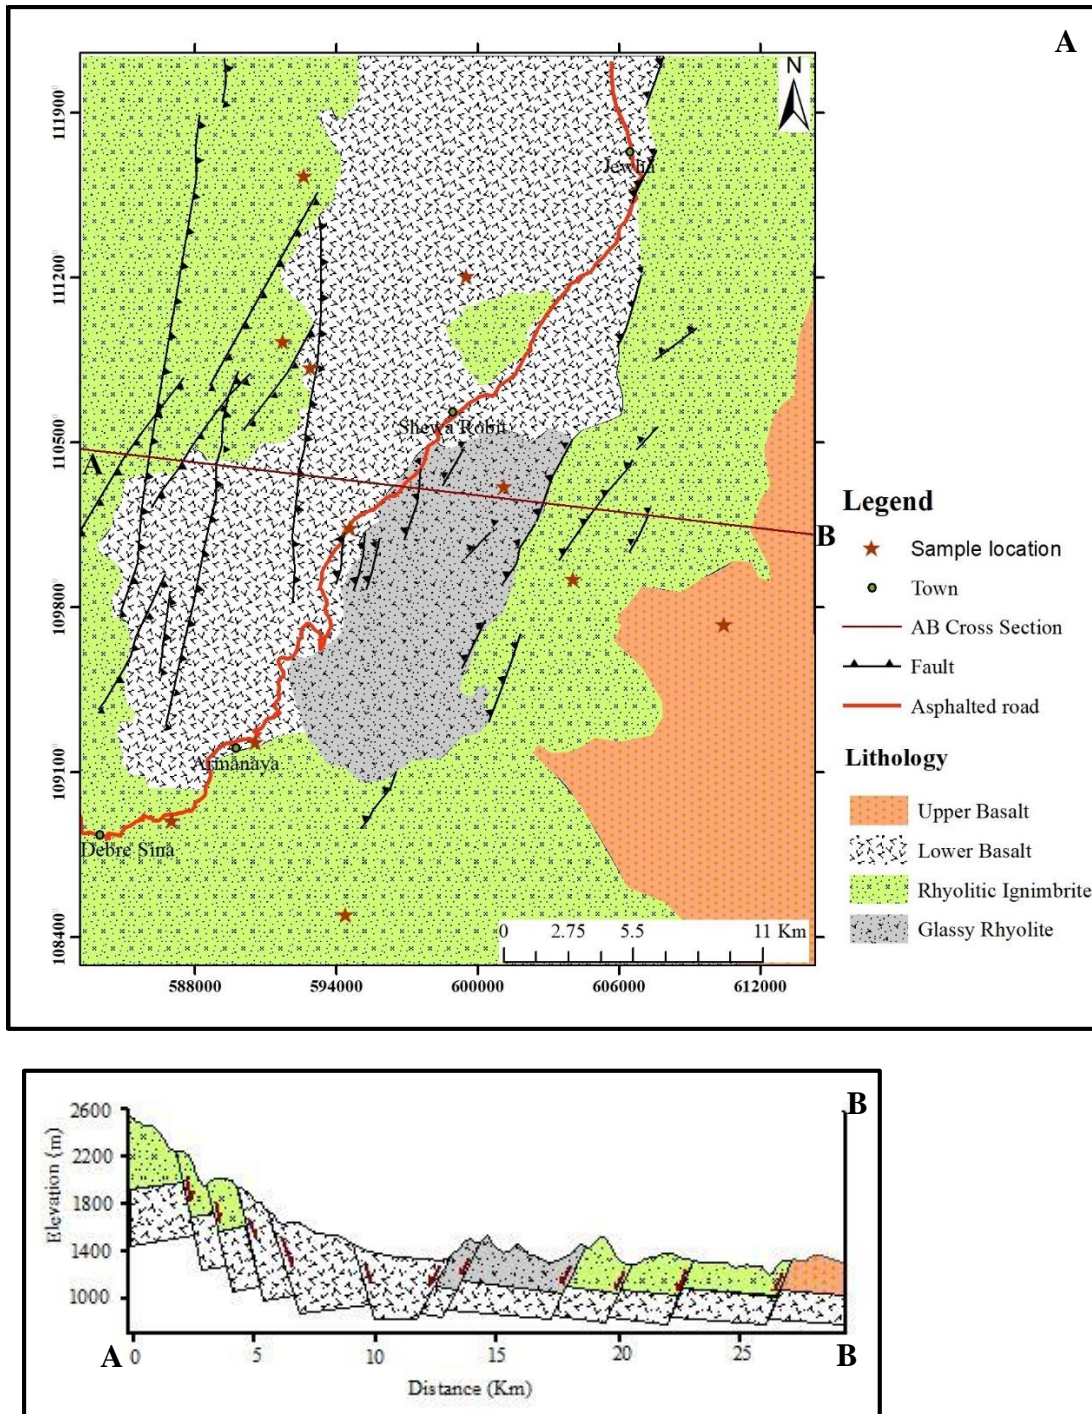 A
N
111900
111200
110500
109800
109100
108400
Jewha
Shewa Robit
A
B
Armanaya
Debre Sina
0 2.75 5.5 11 Km
588000 594000 600000 606000 612000
Legend
Sample location
Town
AB Cross Section
Fault
Asphalted road
Lithology
Upper Basalt
Lower Basalt
Rhyolitic Ignimbrite
Glassy Rhyolite
B
Elevation (m)
2600
2200
1800
1400
1000
A 0 5 10 15 20 25 B
Distance (Km)